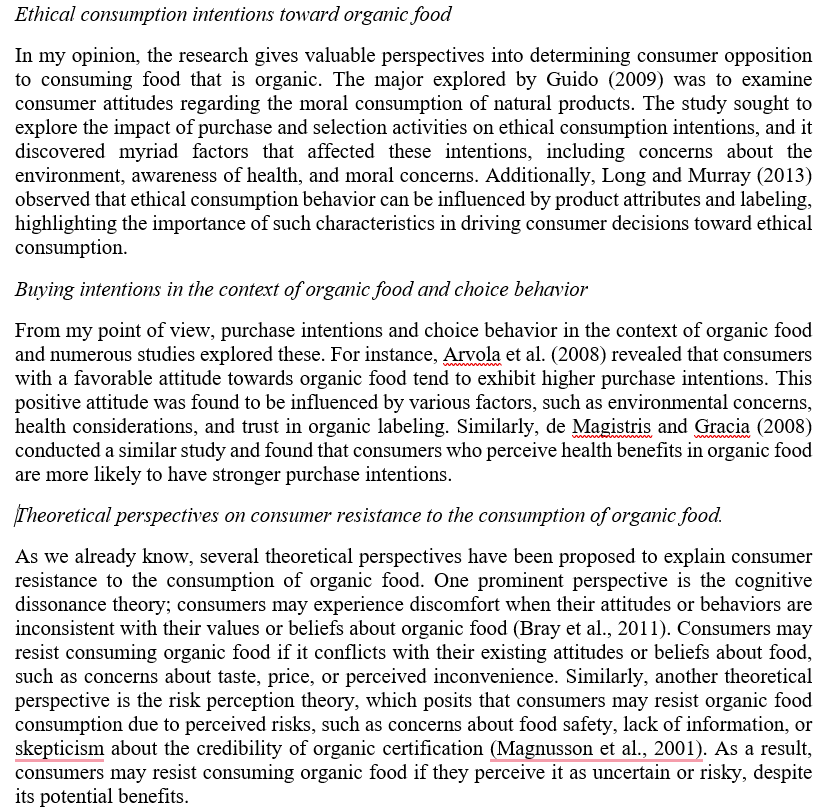 Ethical consumption intentions toward organic food
In my opinion, the research gives valuable perspectives into determining consumer opposition
to consuming food that is organic. The major explored by Guido (2009) was to examine
consumer attitudes regarding the moral consumption of natural products. The study sought to
explore the impact of purchase and selection activities on ethical consumption intentions, and it
discovered myriad factors that affected these intentions, including concerns about the
environment, awareness of health, and moral concerns. Additionally, Long and Murray (2013)
observed that ethical consumption behavior can be influenced by product attributes and labeling,
highlighting the importance of such characteristics in driving consumer decisions toward ethical
consumption.
Buying intentions in the context of organic food and choice behavior
From my point of view, purchase intentions and choice behavior in the context of organic food
and numerous studies explored these. For instance, Arvola et al. (2008) revealed that consumers
with a favorable attitude towards organic food tend to exhibit higher purchase intentions. This
positive attitude was found to be influenced by various factors, such as environmental concerns,
health considerations, and trust in organic labeling. Similarly, de Magistris and Gracia (2008)
conducted a similar study and found that consumers who perceive health benefits in organic food
are more likely to have stronger purchase intentions.
Theoretical perspectives on consumer resistance to the consumption of organic food.
As we already know, several theoretical perspectives have been proposed to explain consumer
resistance to the consumption of organic food. One prominent perspective is the cognitive
dissonance theory; consumers may experience discomfort when their attitudes or behaviors are
inconsistent with their values or beliefs about organic food (Bray et al., 2011). Consumers may
resist consuming organic food if it conflicts with their existing attitudes or beliefs about food,
such as concerns about taste, price, or perceived inconvenience. Similarly, another theoretical
perspective is the risk perception theory, which posits that consumers may resist organic food
consumption due to perceived risks, such as concerns about food safety, lack of information, or
skepticism about the credibility of organic certification (Magnusson et al., 2001). As a result,
consumers may resist consuming organic food if they perceive it as uncertain or risky, despite
its potential benefits.